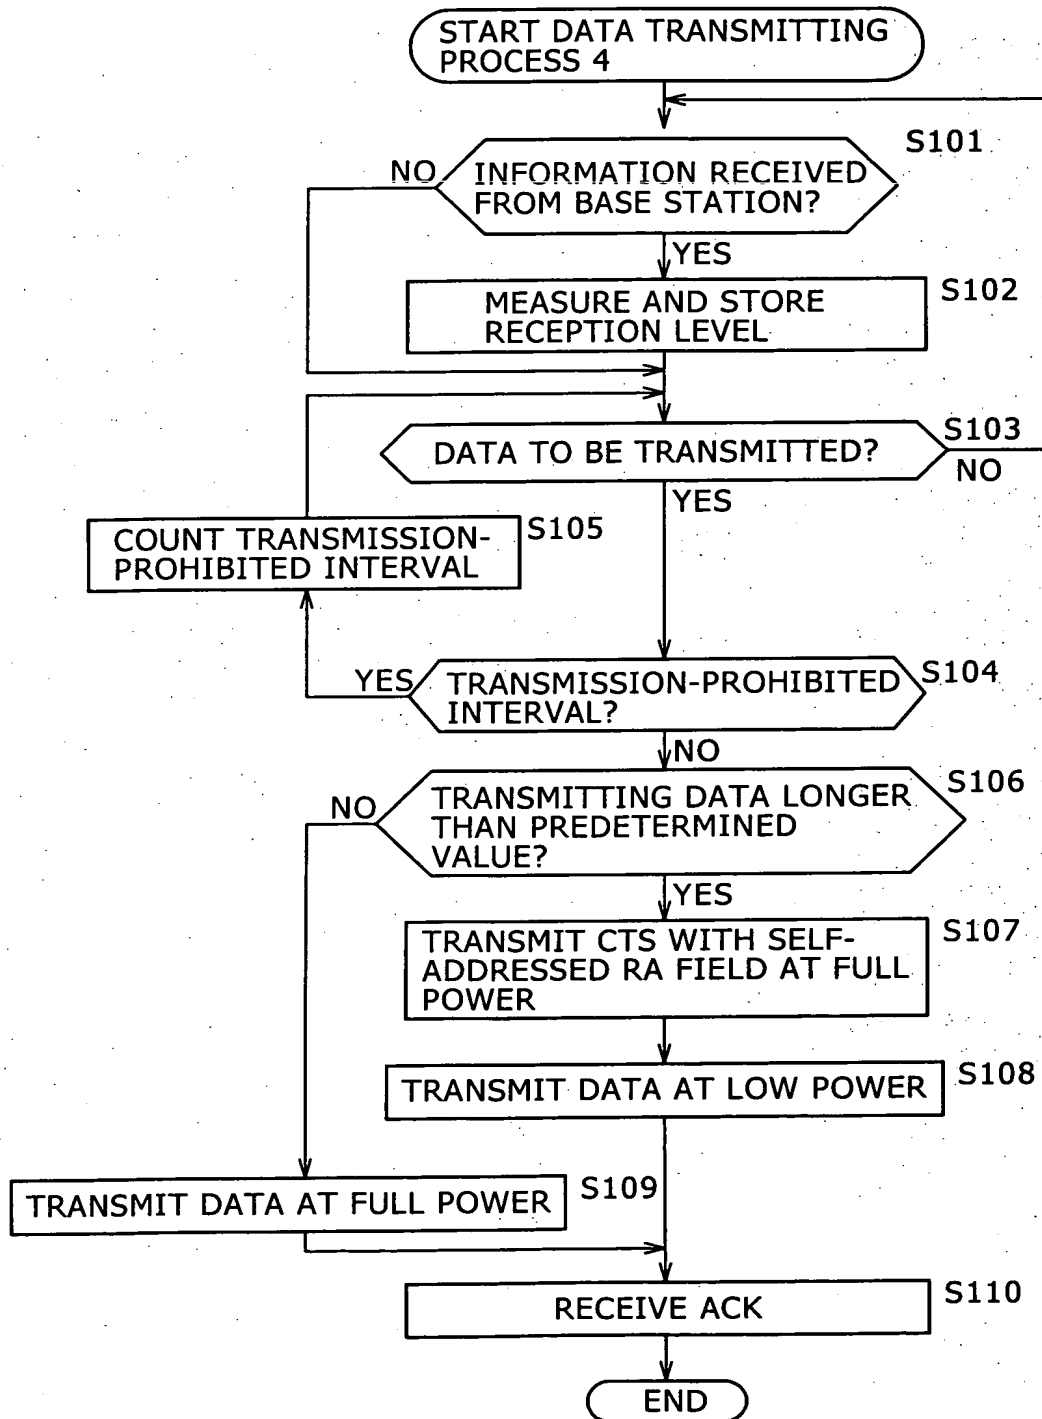 START DATA TRANSMITTING
PROCESS 4
S101
NO
INFORMATION RECEIVED
FROM BASE STATION?
YES
S102
MEASURE AND STORE
RECEPTION LEVEL
S103
DATA TO BE TRANSMITTED?
NO
YES
S105
COUNT TRANSMISSION-
PROHIBITED INTERVAL
YES
S104
TRANSMISSION-PROHIBITED
INTERVAL?
NO
S106
NO
TRANSMITTING DATA LONGER
THAN PREDETERMINED
VALUE?
YES
S107
TRANSMIT CTS WITH SELF-
ADDRESSED RA FIELD AT FULL
POWER
S108
TRANSMIT DATA AT LOW POWER
S109
TRANSMIT DATA AT FULL POWER
S110
RECEIVE ACK
END